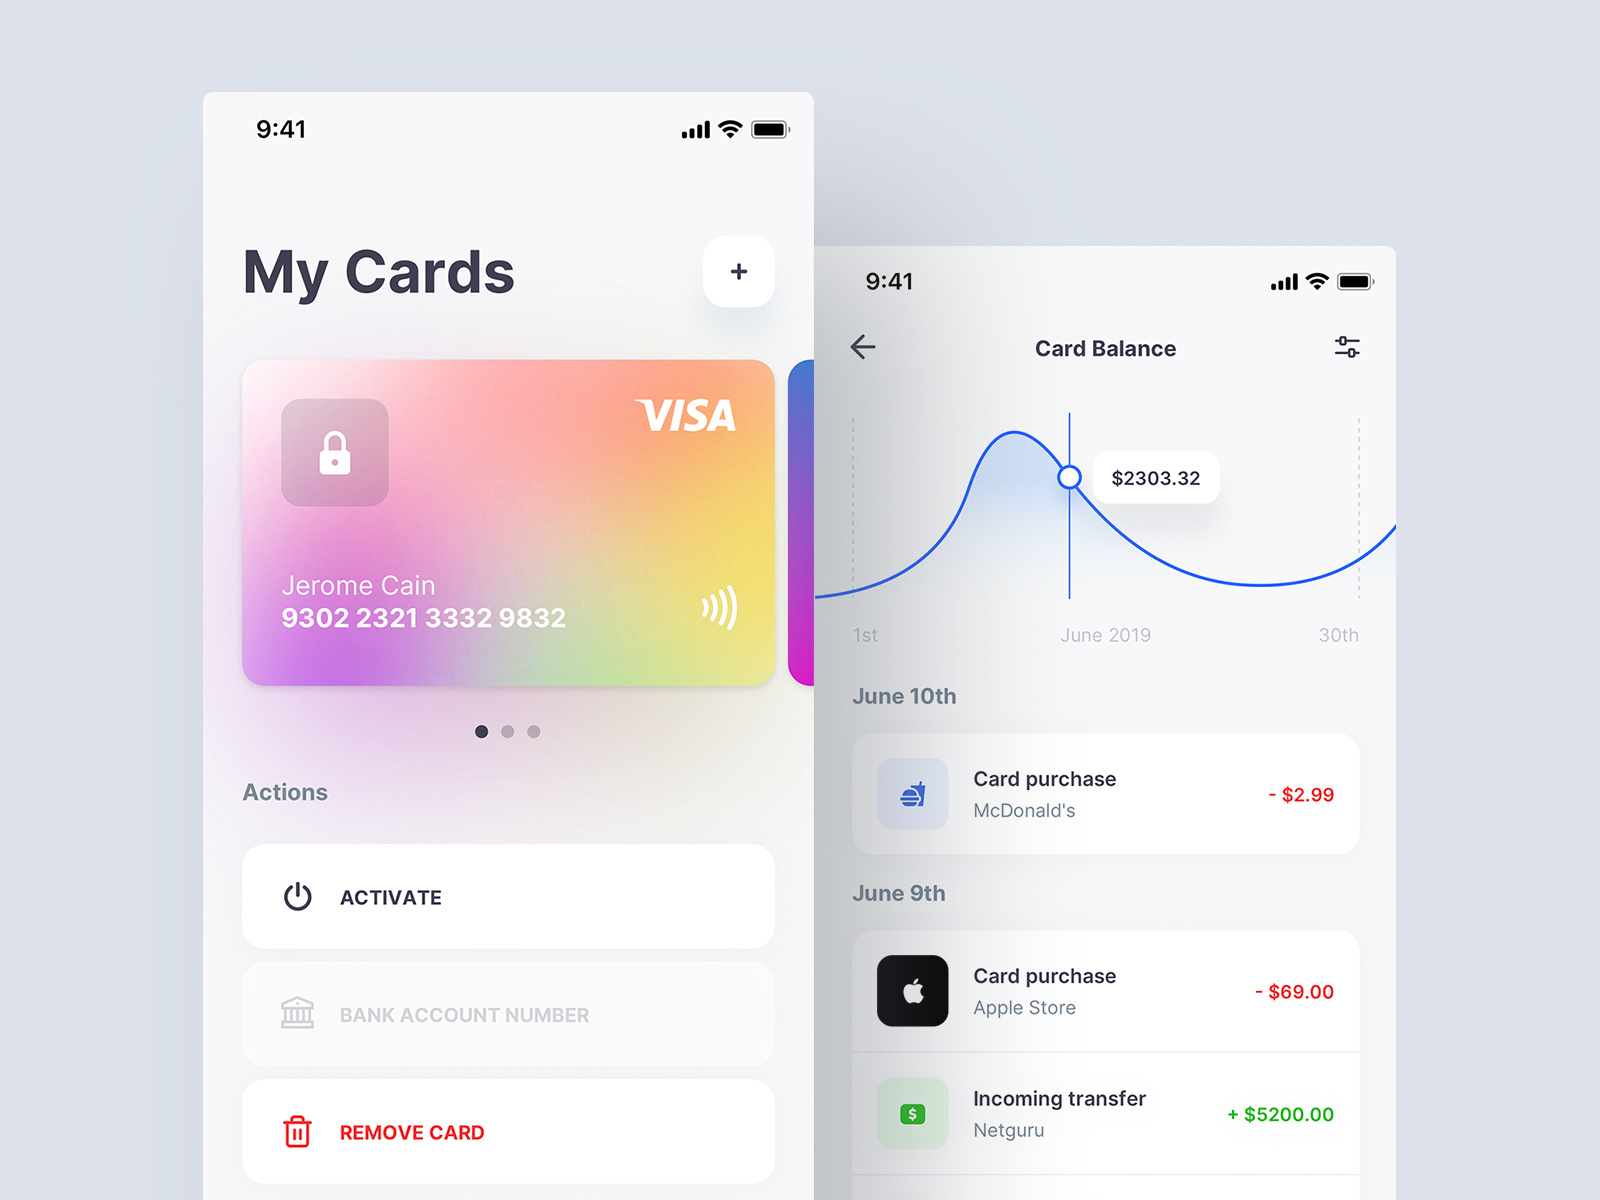 9:41
My Cards
+
VISA
Jerome Cain
9302 2321 3332 9832
Actions
ACTIVATE
BANK ACCOUNT NUMBER
REMOVE CARD
9:41
Card Balance
$2303.32
1st
June 2019
30th
June 10th
Card purchase
McDonald's
- $2.99
June 9th
Card purchase
Apple Store
- $69.00
$
Incoming transfer
Netguru
+ $5200.00